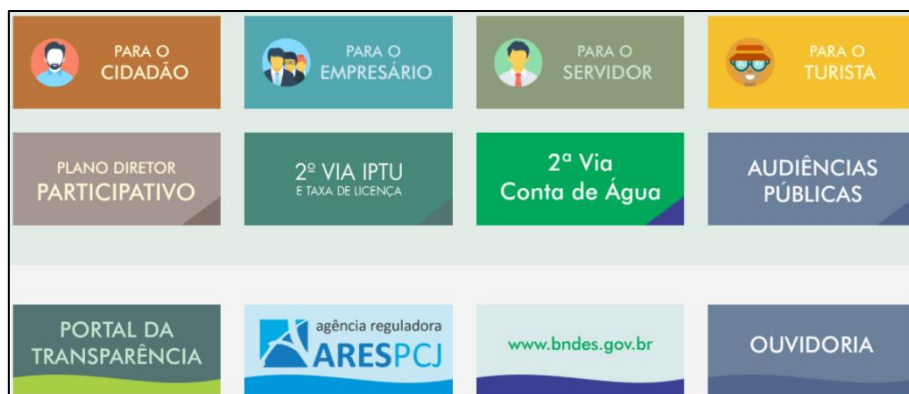 PARA O
CIDADÃO
PARA O
EMPRESÁRIO
PARA O
SERVIDOR
PARA O
TURISTA
PLANO DIRETOR
PARTICIPATIVO
2º VIA IPTU
E TAXA DE LICENÇA
2ª Via
Conta de Água
AUDIÊNCIAS
PÚBLICAS
PORTAL DA
TRANSPARÊNCIA
agência reguladora
ARESPCJ
www.bndes.gov.br
OUVIDORIA